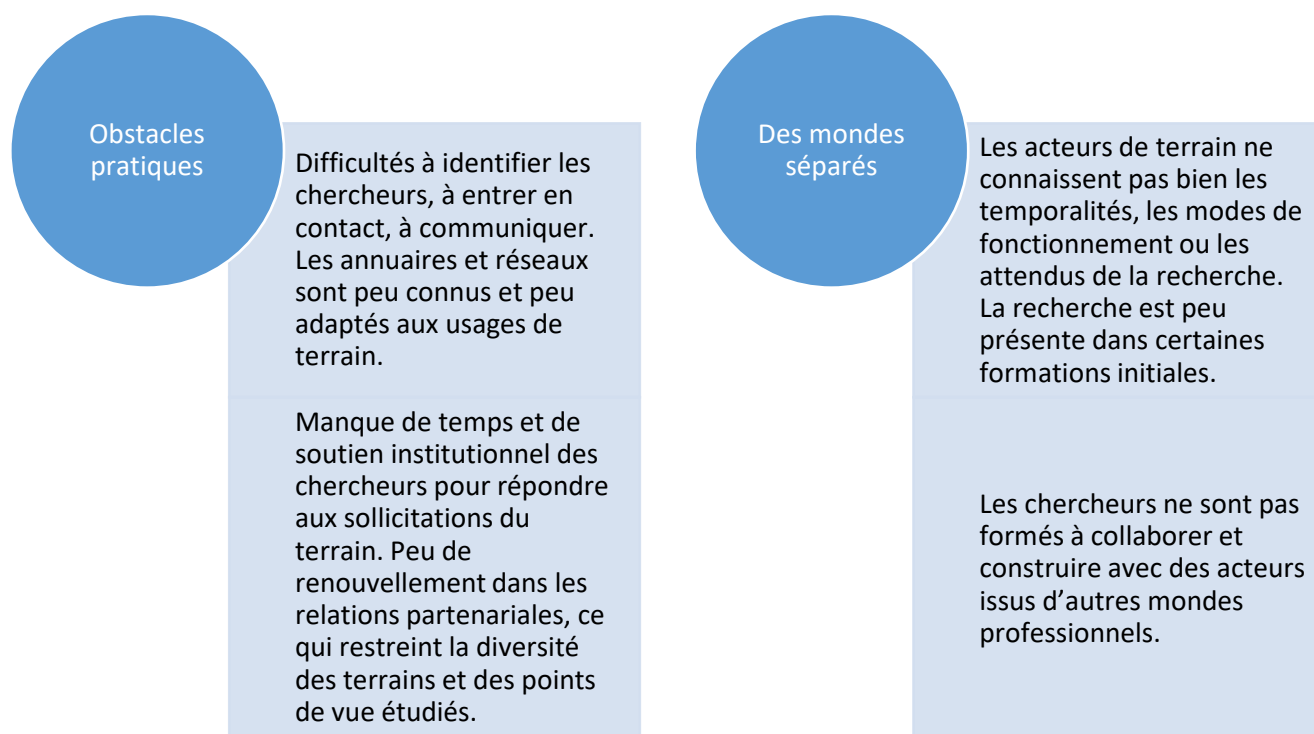 Obstacles
pratiques
Difficultés à identifier les
chercheurs, à entrer en
contact, à communiquer.
Les annuaires et réseaux
sont peu connus et peu
adaptés aux usages de
terrain.
Manque de temps et de
soutien institutionnel des
chercheurs pour répondre
aux sollicitations du
terrain. Peu de
renouvellement dans les
relations partenariales, ce
qui restreint la diversité
des terrains et des points
de vue étudiés.
Des mondes
séparés
Les acteurs de terrain ne
connaissent pas bien les
temporalités, les modes de
fonctionnement ou les
attendus de la recherche.
La recherche est peu
présente dans certaines
formations initiales.
Les chercheurs ne sont pas
formés à collaborer et
construire avec des acteurs
issus d’autres mondes
professionnels.